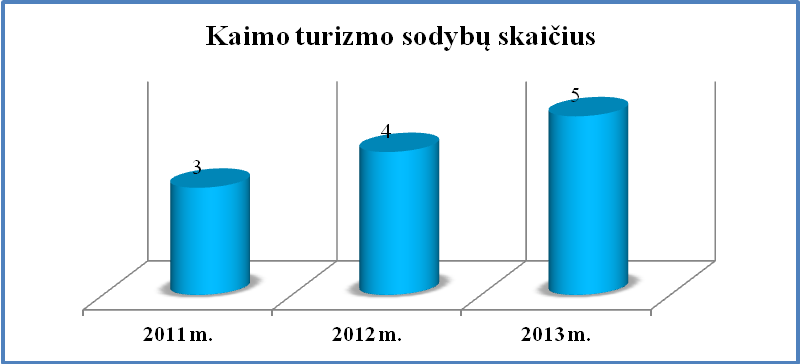 Kaimo turizmo sodybų skaičius
3
4
5
2011 m.
2012 m.
2013 m.